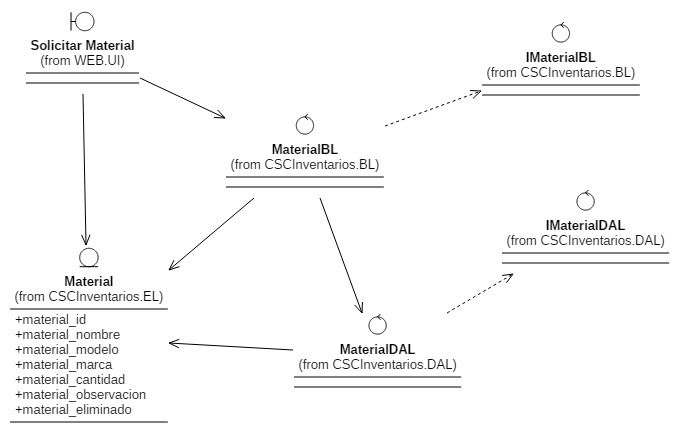 Solicitar Material
(from WEB.UI)
IMaterialBL
(from CSCInventarios.BL)
MaterialBL
(from CSCInventarios.BL)
IMaterialDAL
(from CSCInventarios.DAL)
Material
(from CSCInventarios.EL)
+material_id
+material_nombre
+material_modelo
+material_marca
+material_cantidad
+material_observacion
+material_eliminado
MaterialDAL
(from CSCInventarios.DAL)